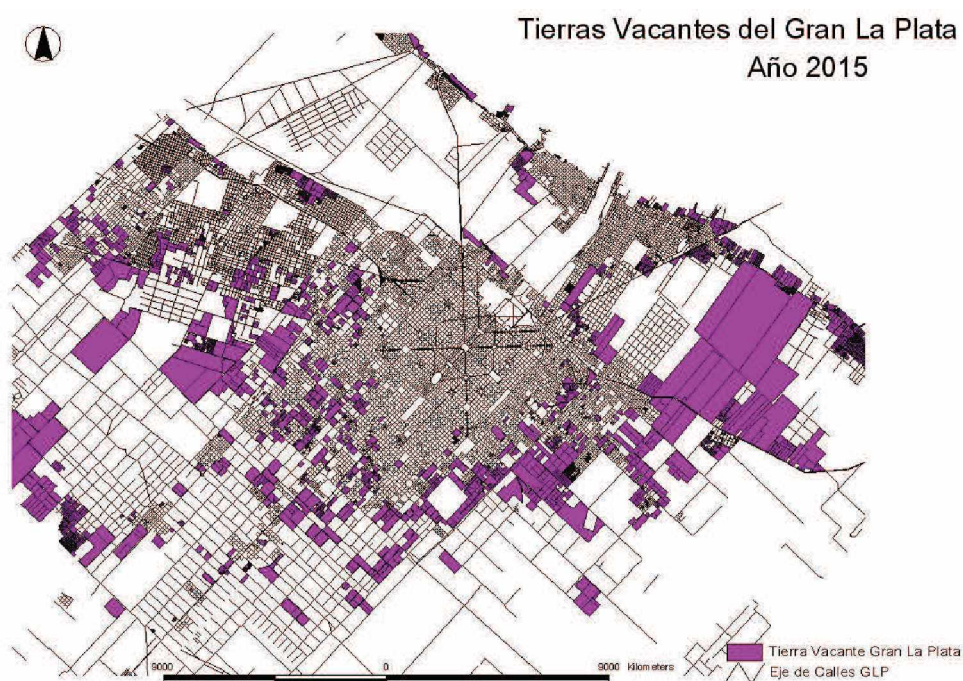 Tierras Vacantes del Gran La Plata
Año 2015
9000 0 9000 kilometers
Tierra Vacante Gran La Plata
Eje de Calles GLP